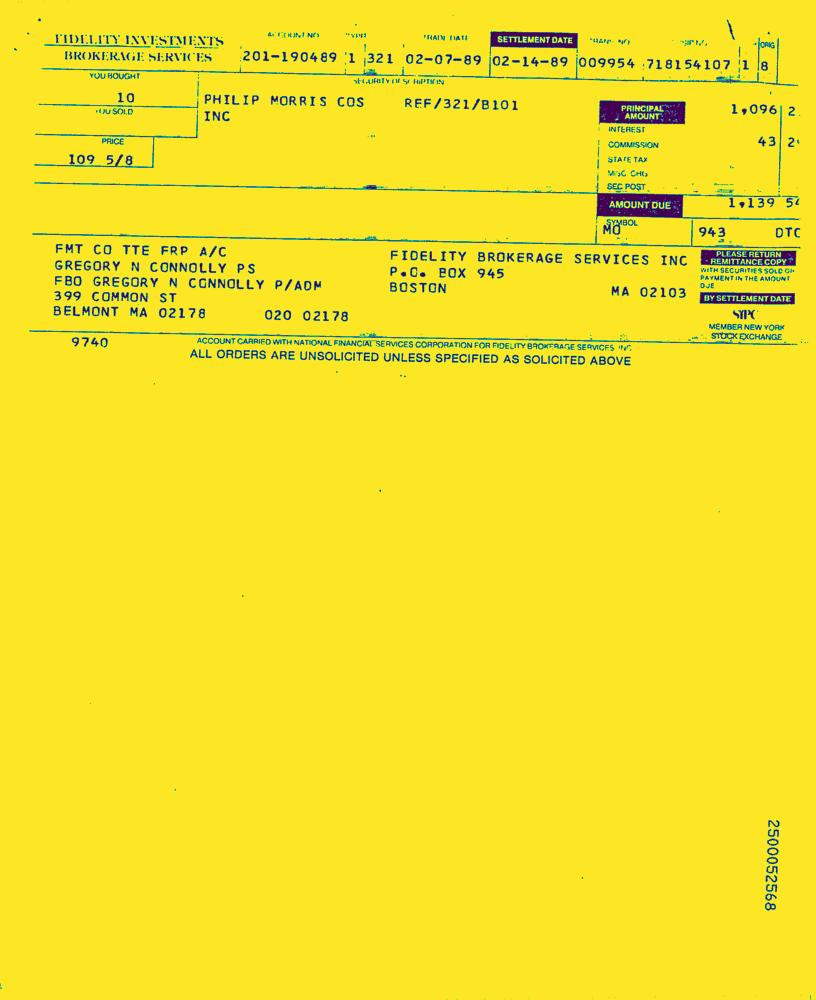 FIDELITY INVESTMENTS
BROKERAGE SERVICES
ACCOUNT NO. TYPE TRADE DATE SETTLEMENT DATE TRANS. NO. ORIG
201-190489 1 321 02-07-89 02-14-89 009954 718154107 1 8
YOU BOUGHT
SECURITY DESCRIPTION
10 PHILIP MORRIS COS REF/321/B101
INC
YOU SOLD
PRICE
109 5/8
PRINCIPAL AMOUNT 1,096 2
INTEREST
COMMISSION 43 2
STATE TAX
MISC CHG
SEC POST
AMOUNT DUE 1,139 54
SYMBOL
MO 943 DTC
FMT CO TTE FRP A/C
GREGORY N CONNOLLY PS
FBO GREGORY N CONNOLLY P/ADM
399 COMMON ST
BELMONT MA 02178 020 02178
FIDELITY BROKERAGE SERVICES INC
P.O. BOX 945
BOSTON MA 02103
PLEASE RETURN
REMITTANCE COPY
WITH SECURITIES SOLD OR
PAYMENT IN THE AMOUNT
DUE
BY SETTLEMENT DATE
SIPC
MEMBER NEW YORK
STOCK EXCHANGE
9740
ACCOUNT CARRIED WITH NATIONAL FINANCIAL SERVICES CORPORATION FOR FIDELITY BROKERAGE SERVICES INC.
ALL ORDERS ARE UNSOLICITED UNLESS SPECIFIED AS SOLICITED ABOVE
2500052568